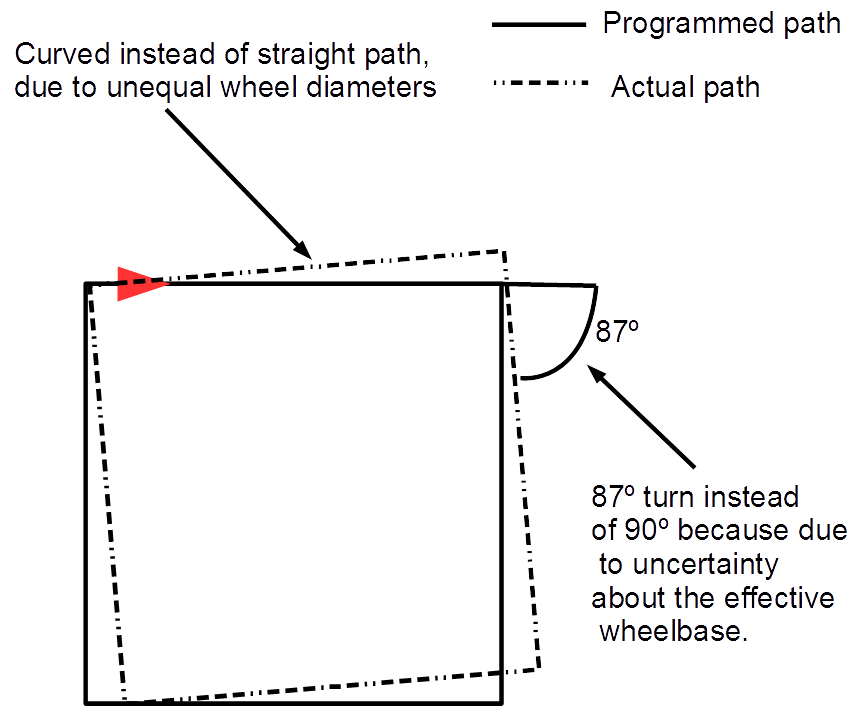 Programmed path
Curved instead of straight path,
due to unequal wheel diameters
Actual path
87º
87º turn instead
of 90º because due
to uncertainty
about the effective
wheelbase.